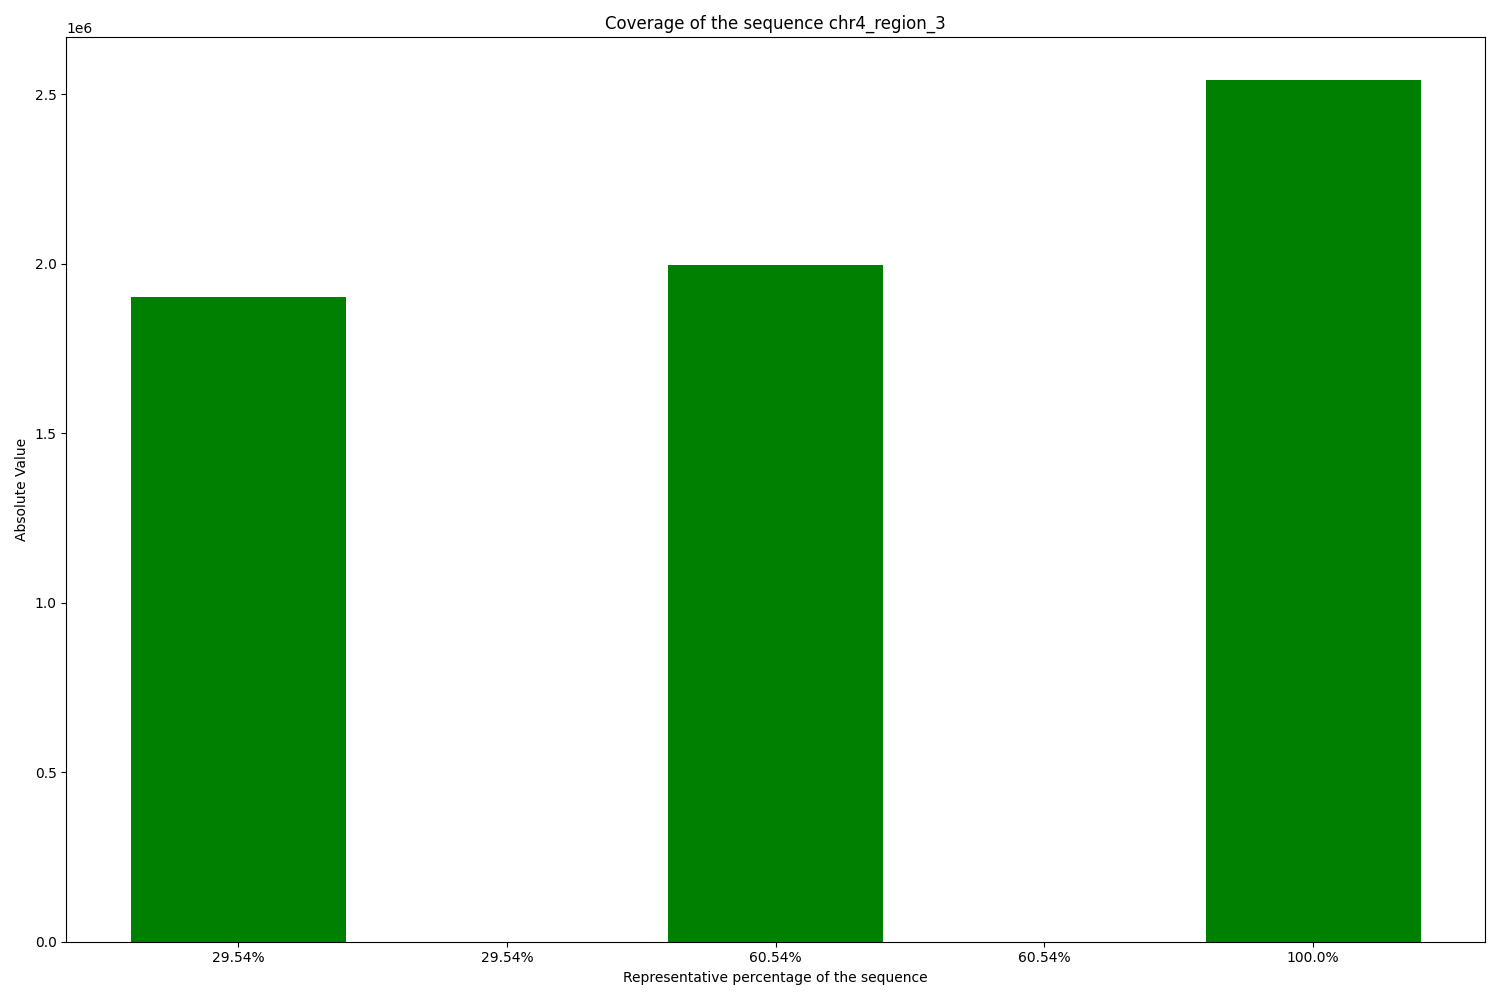 Coverage of the sequence chr4_region_3
1e6
2.5
2.0
1.5
1.0
0.5
0.0
Absolute Value
29.54% 29.54% 60.54% 60.54% 100.0%
Representative percentage of the sequence